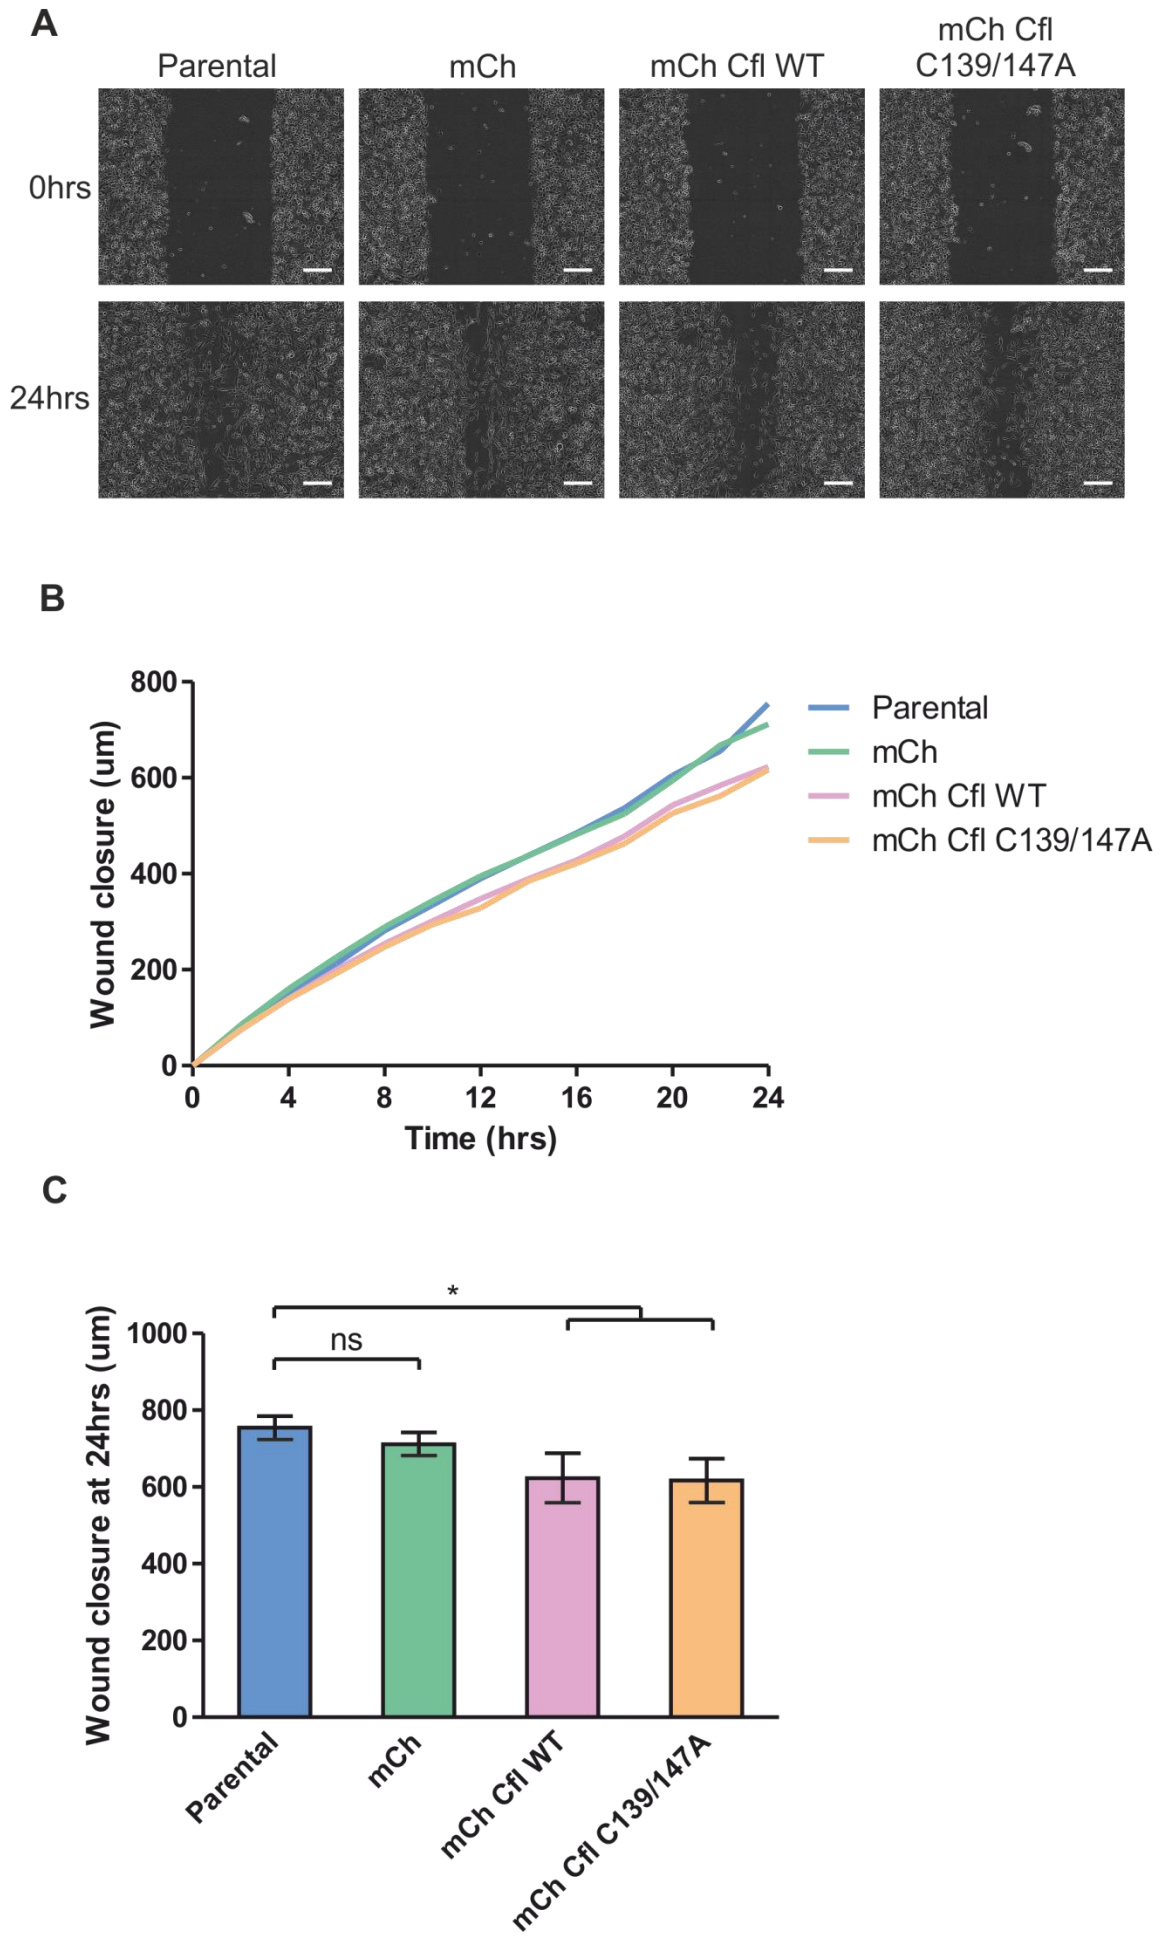 A
Parental
mCh
mCh Cfl WT
mCh Cfl
C139/147A
0hrs
24hrs
B
Wound closure (um)
800
600
400
200
0
0 4 8 12 16 20 24
Time (hrs)
Parental
mCh
mCh Cfl WT
mCh Cfl C139/147A
C
Wound closure at 24hrs (um)
*
ns
1000
800
600
400
200
0
Parental
mCh
mCh Cfl WT
mCh Cfl C139/147A